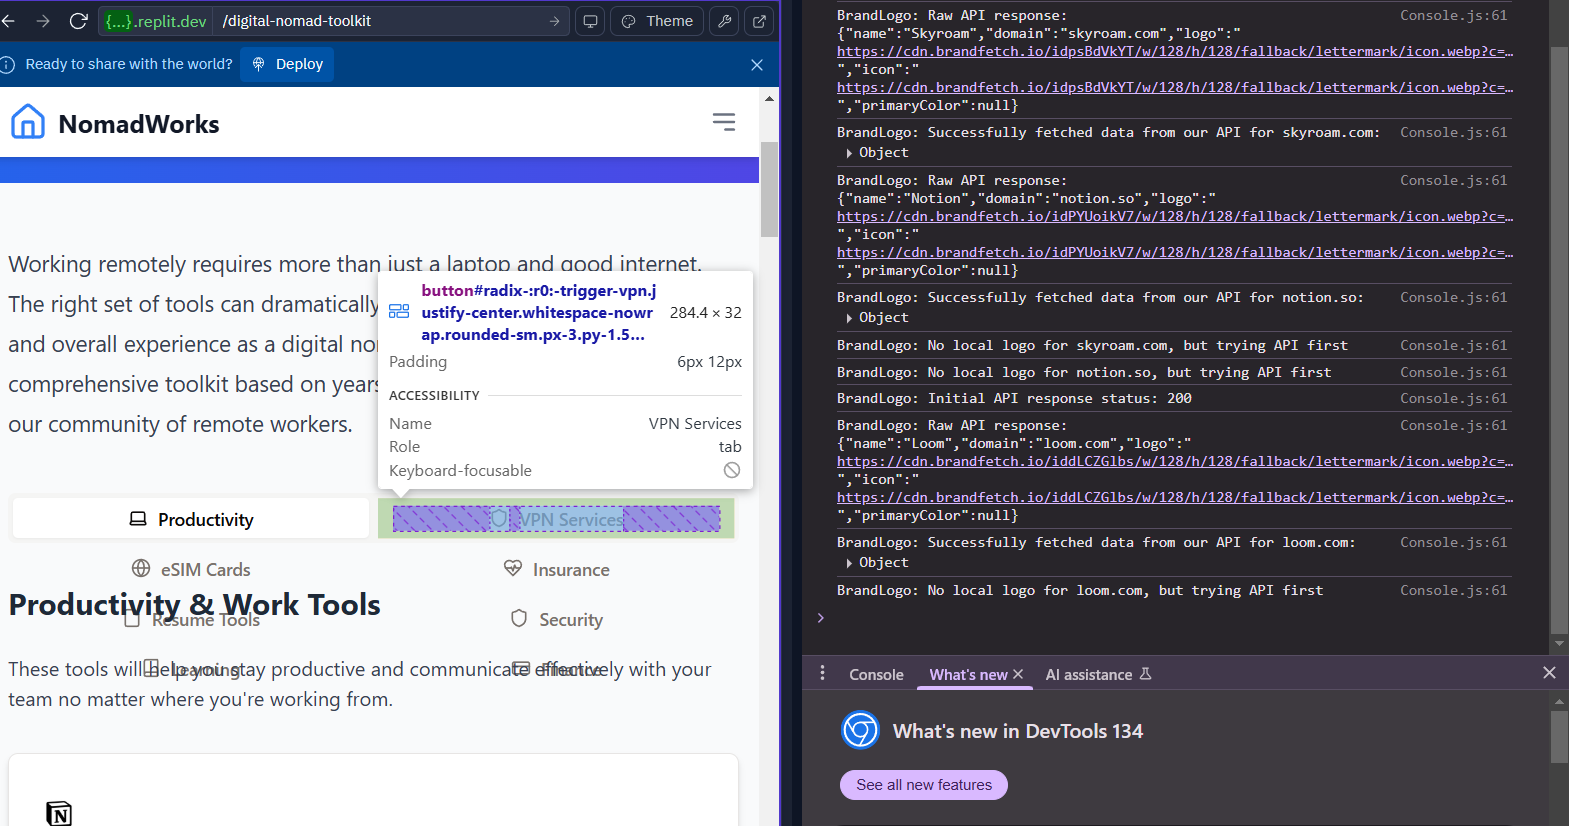 {...}.replit.dev
/digital-nomad-toolkit
Theme
Ready to share with the world?
Deploy
NomadWorks
Working remotely requires more than just a laptop and good internet.
The right set of tools can dramatically
and overall experience as a digital no
comprehensive toolkit based on years
our community of remote workers.
button#radix-:r0:-trigger-vpn.j
ustify-center.whitespace-nowr
ap.rounded-sm.px-3.py-1.5...
284.4 × 32
Padding
6px 12px
ACCESSIBILITY
Name
VPN Services
Role
tab
Keyboard-focusable
Productivity
VPN Services
eSIM Cards
Insurance
Productivity & Work Tools
Resume Tools
Security
Learning
Finance
These tools will help you stay productive and communicate effectively with your
team no matter where you're working from.
N
BrandLogo: Raw API response:
Console.js:61
{"name":"Skyroam","domain":"skyroam.com","logo":"
https://cdn.brandfetch.io/idpsBdVkYT/w/128/h/128/fallback/lettermark/icon.webp?c=…
","icon":"
https://cdn.brandfetch.io/idpsBdVkYT/w/128/h/128/fallback/lettermark/icon.webp?c=…
","primaryColor":null}
BrandLogo: Successfully fetched data from our API for skyroam.com:
Console.js:61
Object
BrandLogo: Raw API response:
Console.js:61
{"name":"Notion","domain":"notion.so","logo":"
https://cdn.brandfetch.io/idPYUoikV7/w/128/h/128/fallback/lettermark/icon.webp?c=…
","icon":"
https://cdn.brandfetch.io/idPYUoikV7/w/128/h/128/fallback/lettermark/icon.webp?c=…
","primaryColor":null}
BrandLogo: Successfully fetched data from our API for notion.so:
Console.js:61
Object
BrandLogo: No local logo for skyroam.com, but trying API first
Console.js:61
BrandLogo: No local logo for notion.so, but trying API first
Console.js:61
BrandLogo: Initial API response status: 200
Console.js:61
BrandLogo: Raw API response:
Console.js:61
{"name":"Loom","domain":"loom.com","logo":"
https://cdn.brandfetch.io/iddLCZGlbs/w/128/h/128/fallback/lettermark/icon.webp?c=…
","icon":"
https://cdn.brandfetch.io/iddLCZGlbs/w/128/h/128/fallback/lettermark/icon.webp?c=…
","primaryColor":null}
BrandLogo: Successfully fetched data from our API for loom.com:
Console.js:61
Object
BrandLogo: No local logo for loom.com, but trying API first
Console.js:61
Console
What's new
AI assistance
What's new in DevTools 134
See all new features